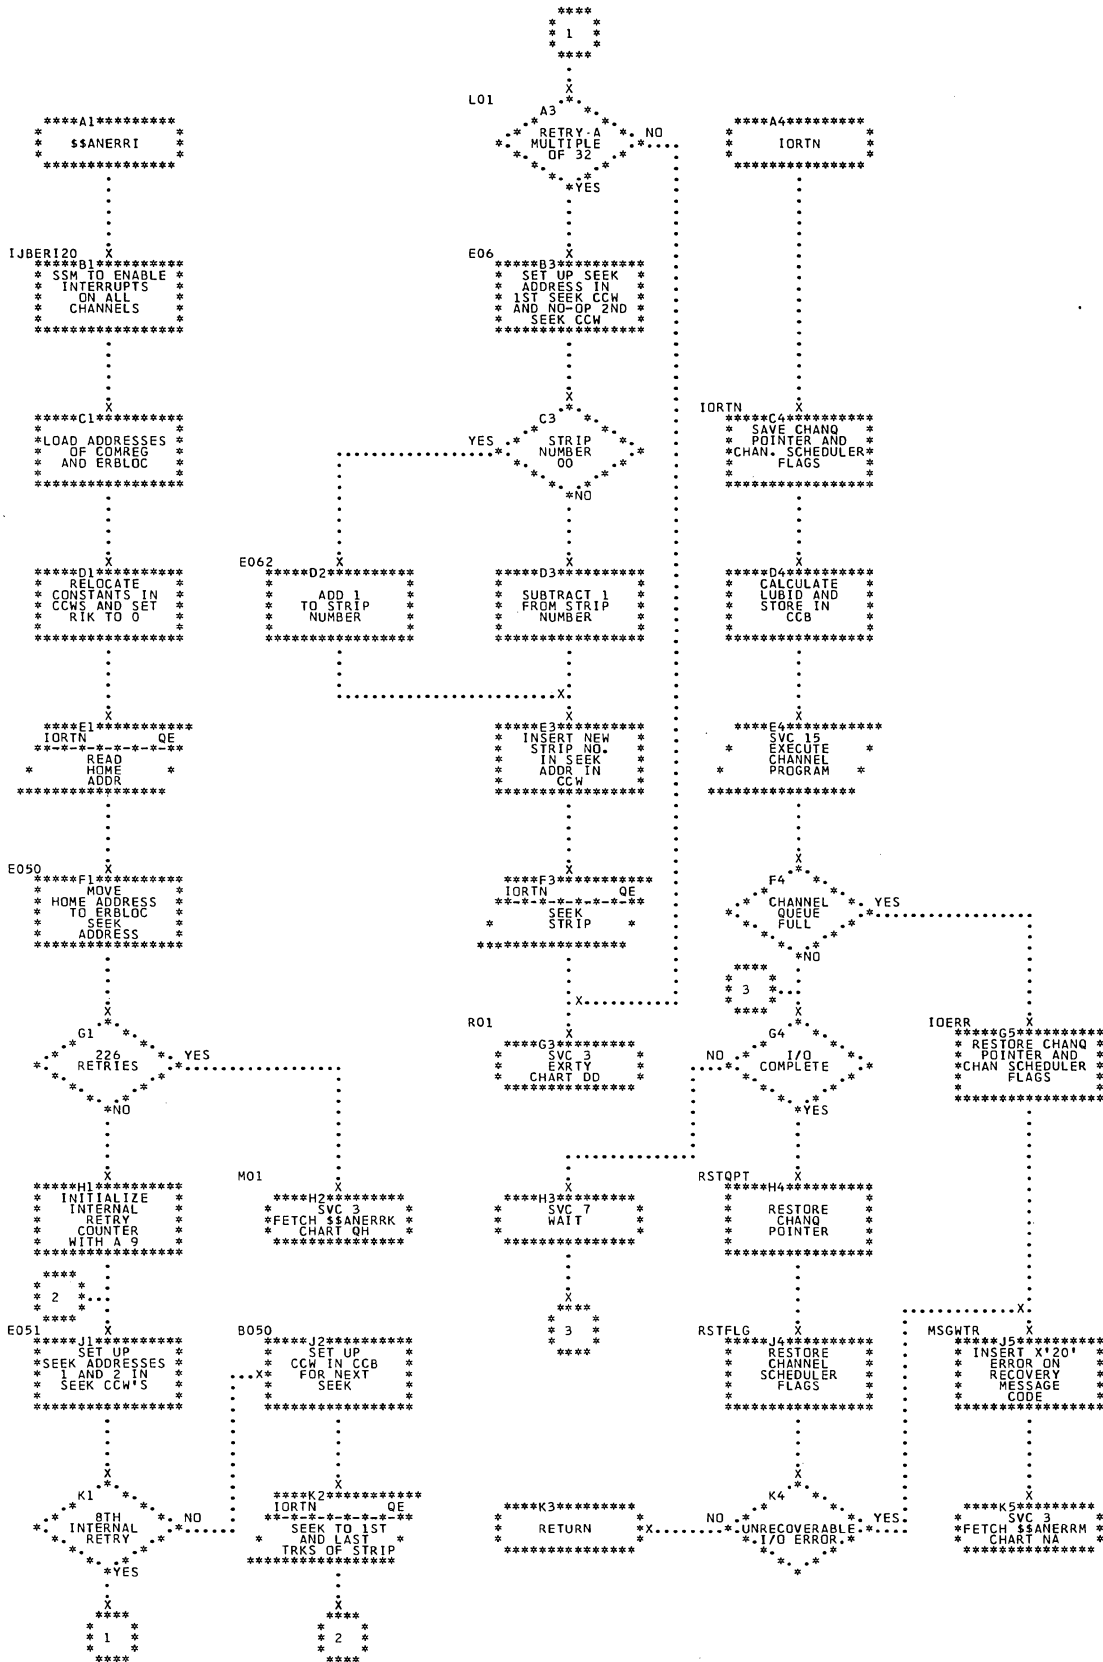 1
L01
A3
RETRY A
MULTIPLE
OF 32
NO
YES
A1
$$ANERRI
A4
IORTN
IJBERI20
B1
SSM TO ENABLE
INTERRUPTS
ON ALL
CHANNELS
E06
B3
SET UP SEEK
ADDRESS IN
1ST SEEK CCW
AND NO-OP 2ND
SEEK CCW
C1
LOAD ADDRESSES
OF COMREG
AND ERBLOC
C3
STRIP
NUMBER
00
YES
NO
IORTN
C4
SAVE CHANQ
POINTER AND
CHAN. SCHEDULER
FLAGS
D1
RELOCATE
CONSTANTS IN
CCWS AND SET
RIK TO 0
E062
D2
ADD 1
TO STRIP
NUMBER
D3
SUBTRACT 1
FROM STRIP
NUMBER
D4
CALCULATE
LUBID AND
STORE IN
CCB
E1
IORTN QE
READ
HOME
ADDR
E3
INSERT NEW
STRIP NO.
IN SEEK
ADDR IN
CCW
E4
SVC 15
EXECUTE
CHANNEL
PROGRAM
E050
F1
MOVE
HOME ADDRESS
TO ERBLOC
SEEK
ADDRESS
F3
IORTN QE
SEEK
STRIP
F4
CHANNEL
QUEUE
FULL
YES
NO
3
G1
226
RETRIES
YES
NO
R01
G3
SVC 3
EXRTY
CHART DD
G4
I/O
COMPLETE
NO
YES
IOERR
G5
RESTORE CHANQ
POINTER AND
CHAN SCHEDULER
FLAGS
H1
INITIALIZE
INTERNAL
RETRY
COUNTER
WITH A 9
M01
H2
SVC 3
FETCH $$ANERRK
CHART QH
H3
SVC 7
WAIT
RSTQPT
H4
RESTORE
CHANQ
POINTER
2
3
E051
J1
SET UP
SEEK ADDRESSES
1 AND 2 IN
SEEK CCW'S
B050
J2
SET UP
CCW IN CCB
FOR NEXT
SEEK
RSTFLG
J4
RESTORE
CHANNEL
SCHEDULER
FLAGS
MSGWTR
J5
INSERT X'20'
ERROR ON
RECOVERY
MESSAGE
CODE
K1
8TH
INTERNAL
RETRY
NO
YES
K2
IORTN QE
SEEK TO 1ST
AND LAST
TRKS OF STRIP
K3
RETURN
K4
UNRECOVERABLE
I/O ERROR
NO
YES
K5
SVC 3
FETCH $$ANERRM
CHART NA
1
2